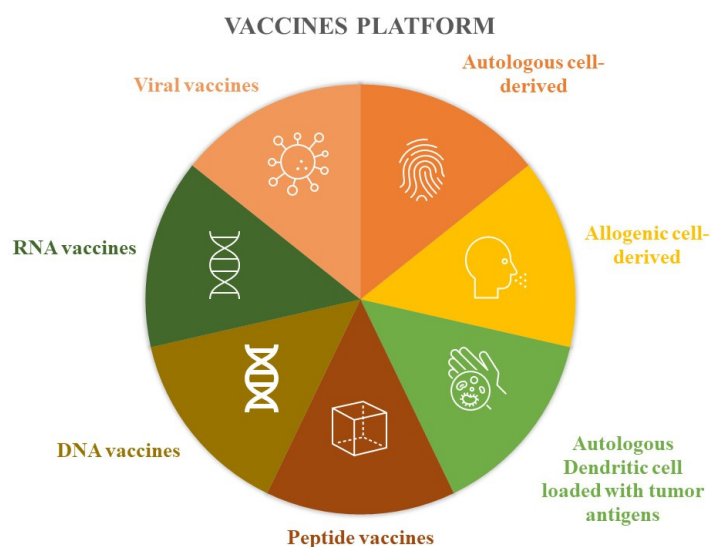 VACCINES PLATFORM
Autologous cell-
derived
Viral vaccines
Allogenic cell-
derived
RNA vaccines
Autologous
Dendritic cell
loaded with tumor
antigens
DNA vaccines
Peptide vaccines